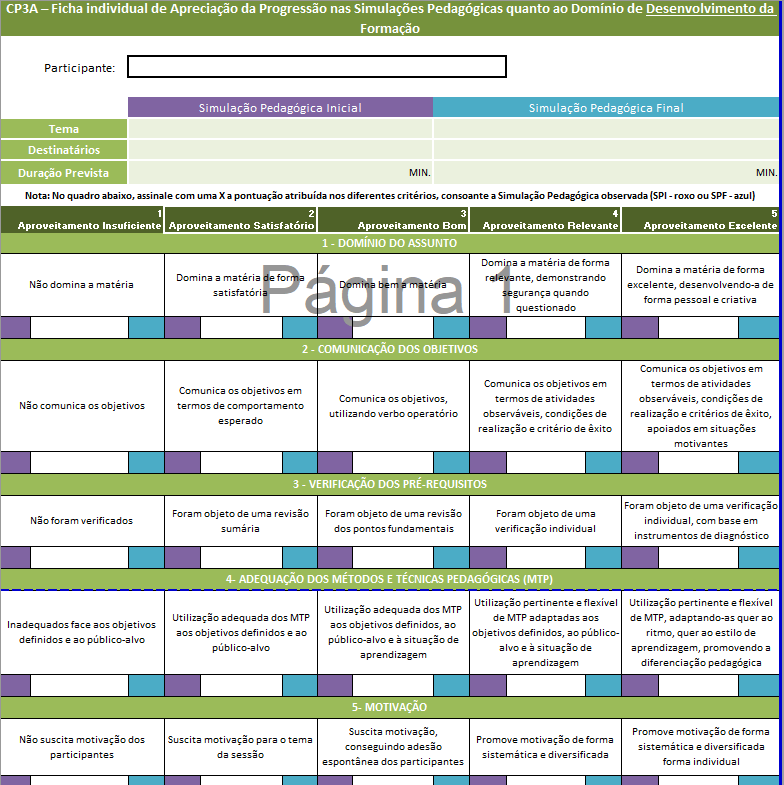 CP3A – Ficha individual de Apreciação da Progressão nas Simulações Pedagógicas quanto ao Domínio de Desenvolvimento da
Formação
Participante:
Simulação Pedagógica Inicial
Simulação Pedagógica Final
Tema
Destinatários
Duração Prevista
MIN.
MIN.
Nota: No quadro abaixo, assinale com uma X a pontuação atribuída nos diferentes critérios, consoante a Simulação Pedagógica observada (SPI - roxo ou SPF - azul)
1
Aproveitamento Insuficiente
2
Aproveitamento Satisfatório
3
Aproveitamento Bom
4
Aproveitamento Relevante
5
Aproveitamento Excelente
1 - DOMÍNIO DO ASSUNTO
Não domina a matéria
Domina a matéria de forma
satisfatória
Domina bem a matéria
Domina a matéria de forma
relevante, demonstrando
segurança quando
questionado
Domina a matéria de forma
excelente, desenvolvendo-a de
forma pessoal e criativa
Página 1
2 - COMUNICAÇÃO DOS OBJETIVOS
Não comunica os objetivos
Comunica os objetivos em
termos de comportamento
esperado
Comunica os objetivos,
utilizando verbo operatório
Comunica os objetivos em
termos de atividades
observáveis, condições de
realização e critério de êxito
Comunica os objetivos em
termos de atividades
observáveis, condições de
realização e critérios de êxito,
apoiados em situações
motivantes
3 - VERIFICAÇÃO DOS PRÉ-REQUISITOS
Não foram verificados
Foram objeto de uma revisão
sumária
Foram objeto de uma revisão
dos pontos fundamentais
Foram objeto de uma
verificação individual
Foram objeto de uma verificação
individual, com base em
instrumentos de diagnóstico
4- ADEQUAÇÃO DOS MÉTODOS E TÉCNICAS PEDAGÓGICAS (MTP)
Inadequados face aos objetivos
definidos e ao público-alvo
Utilização adequada dos MTP
aos objetivos definidos e ao
público-alvo
Utilização adequada dos MTP
aos objetivos definidos, ao
público-alvo e à situação de
aprendizagem
Utilização pertinente e flexível
de MTP adaptadas aos
objetivos definidos, ao público-
alvo e à situação de
aprendizagem
Utilização pertinente e flexível
de MTP, adaptando-as quer ao
ritmo, quer ao estilo de
aprendizagem, promovendo a
diferenciação pedagógica
5- MOTIVAÇÃO
Não suscita motivação dos
participantes
Suscita motivação para o tema
da sessão
Suscita motivação,
conseguindo adesão
espontânea dos participantes
Promove motivação de forma
sistemática e diversificada
Promove motivação de forma
sistemática e diversificada
forma individual